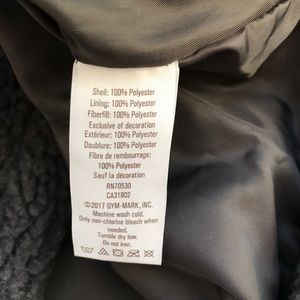 Shell: 100% Polyester
Lining: 100% Polyester
Fiberfill: 100% Polyester
Exclusive of decoration
Extérieur: 100% Polyester
Doublure: 100% Polyester
Fibre de rembourrage:
100% Polyester
Sauf la décoration
RN70530
CA31802
©2017 GYM-MARK, INC.
Machine wash cold.
Only non-chlorine bleach when
needed.
Tumble dry low.
Do not iron.